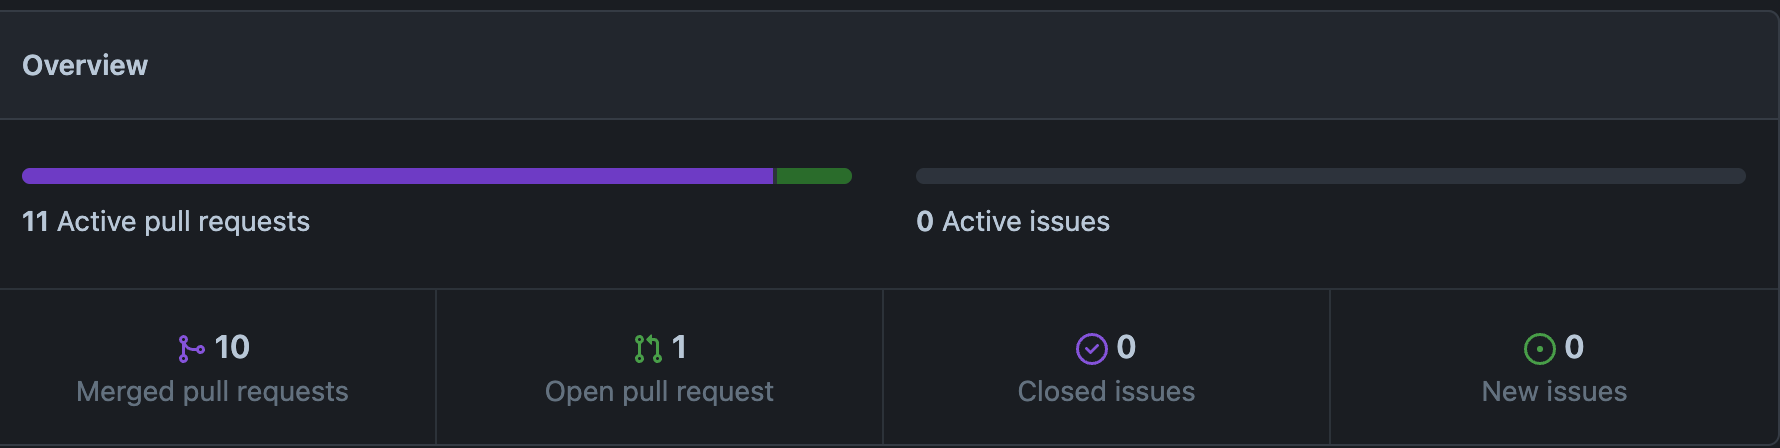 Overview
11 Active pull requests
0 Active issues
10
Merged pull requests
1
Open pull request
0
Closed issues
0
New issues